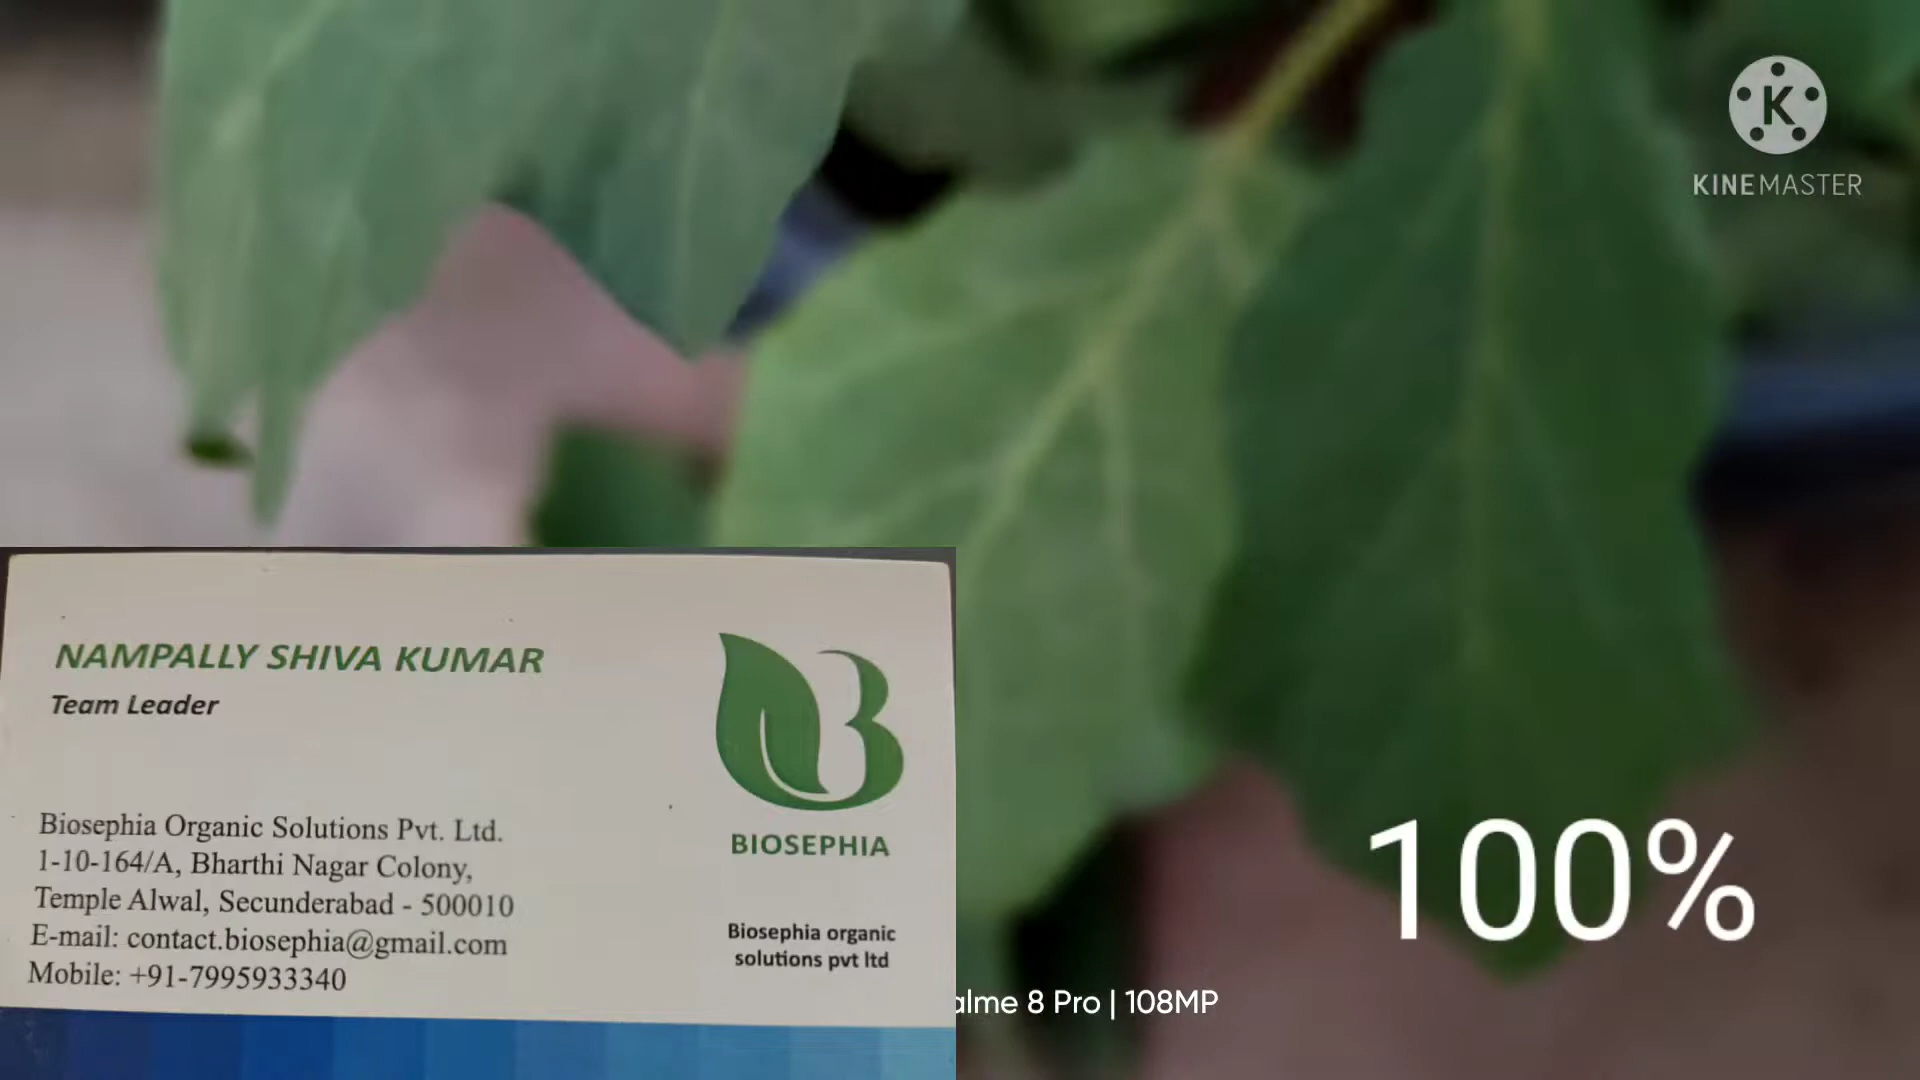 KINEMASTER
NAMPALLY SHIVA KUMAR
Team Leader
Biosephia Organic Solutions Pvt. Ltd.
1-10-164/A, Bharthi Nagar Colony,
Temple Alwal, Secunderabad - 500010
E-mail: contact.biosephia@gmail.com
Mobile: +91-7995933340
BIOSEPHIA
Biosephia organic
solutions pvt ltd
100%
alme 8 Pro | 108MP